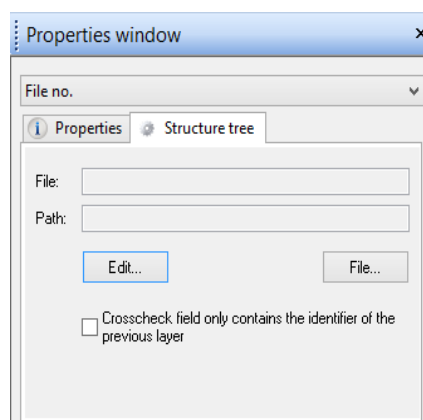 Properties window
File no.
Properties Structure tree
File:
Path:
Edit... File...
Crosscheck field only contains the identifier of the
previous layer